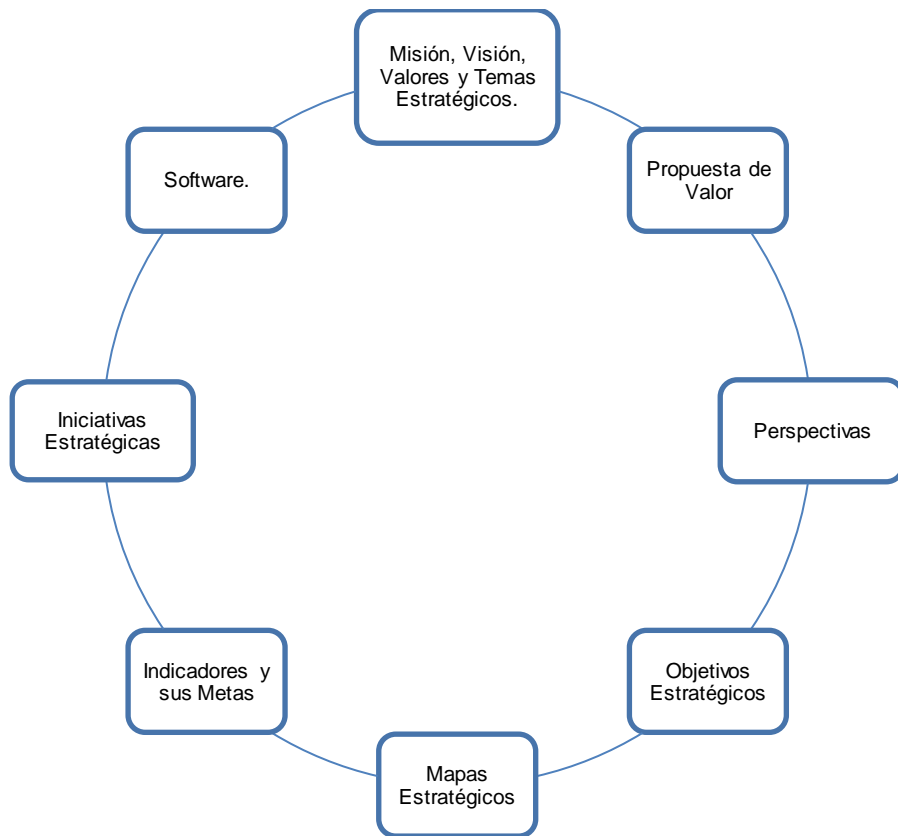 Misión, Visión,
Valores y Temas
Estratégicos.
Propuesta de
Valor
Perspectivas
Objetivos
Estratégicos
Mapas
Estratégicos
Indicadores y
sus Metas
Iniciativas
Estratégicas
Software.